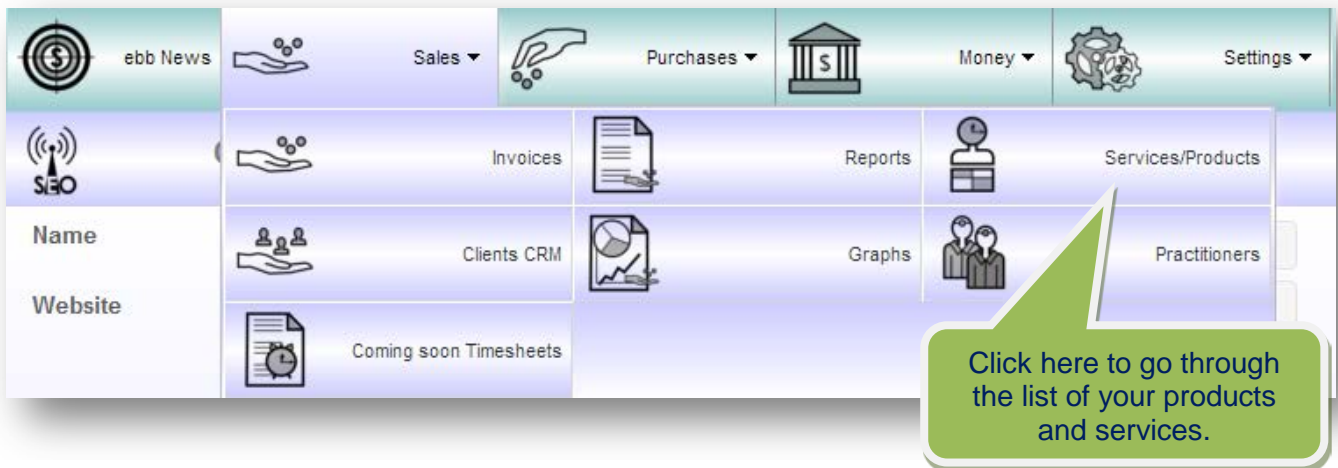 ebb News
Sales
Purchases
Money
Settings
SEO
Invoices
Reports
Services/Products
Name
Clients CRM
Graphs
Practitioners
Website
Coming soon Timesheets
Click here to go through
the list of your products
and services.